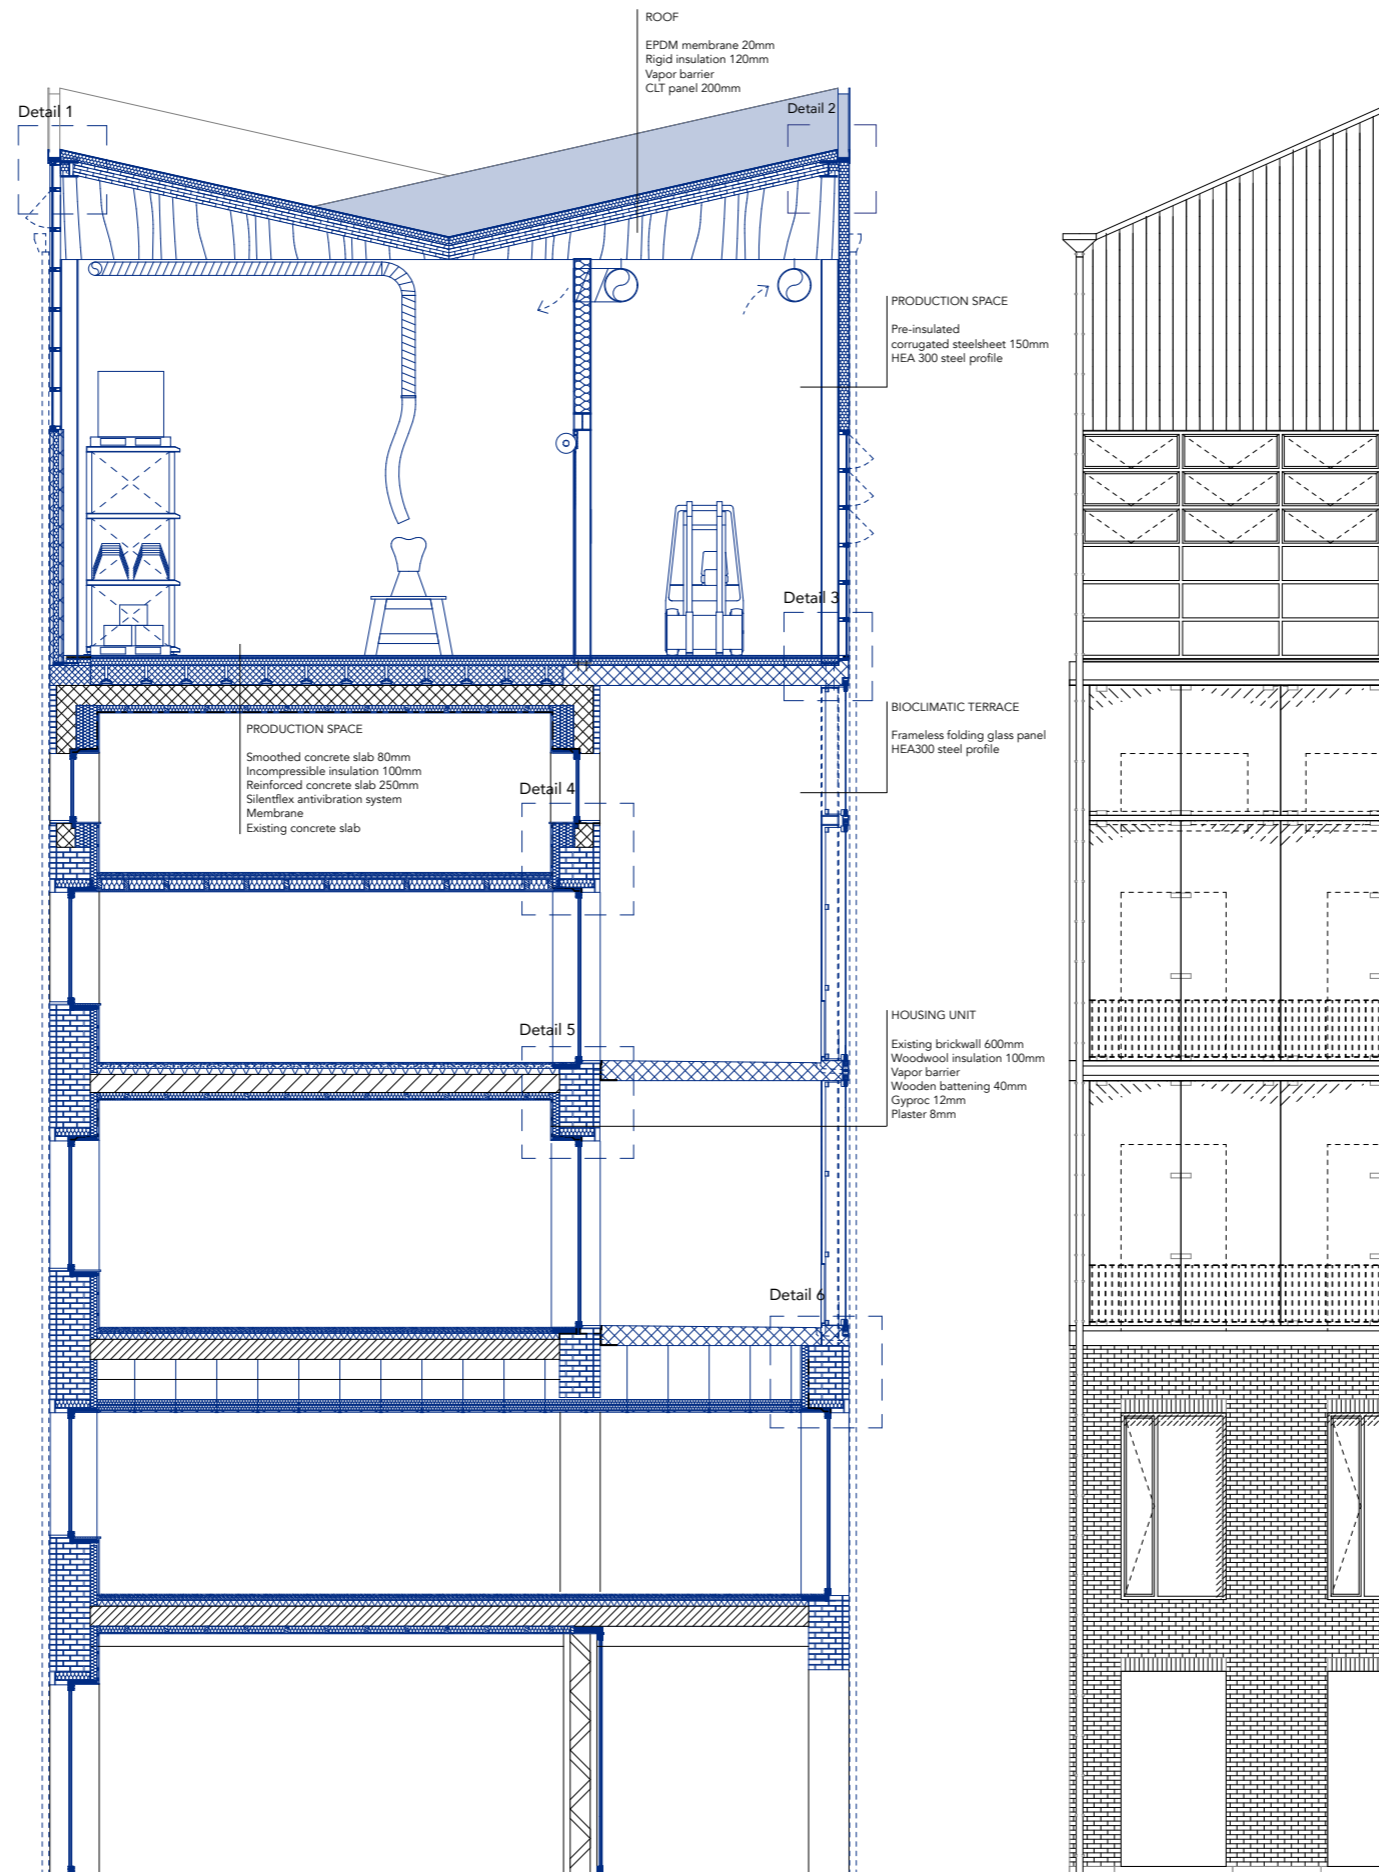 ROOF
EPDM membrane 20mm
Rigid insulation 120mm
Vapor barrier
CLT panel 200mm
Detail 1
Detail 2
PRODUCTION SPACE
Pre-insulated
corrugated steelsheet 150mm
HEA 300 steel profile
Detail 3
PRODUCTION SPACE
Smoothed concrete slab 80mm
Incompressible insulation 100mm
Reinforced concrete slab 250mm
Silentflex antivibration system
Membrane
Existing concrete slab
BIOCLIMATIC TERRACE
Frameless folding glass panel
HEA300 steel profile
Detail 4
Detail 5
HOUSING UNIT
Existing brickwall 600mm
Woodwool insulation 100mm
Vapor barrier
Wooden battening 40mm
Gyproc 12mm
Plaster 8mm
Detail 6